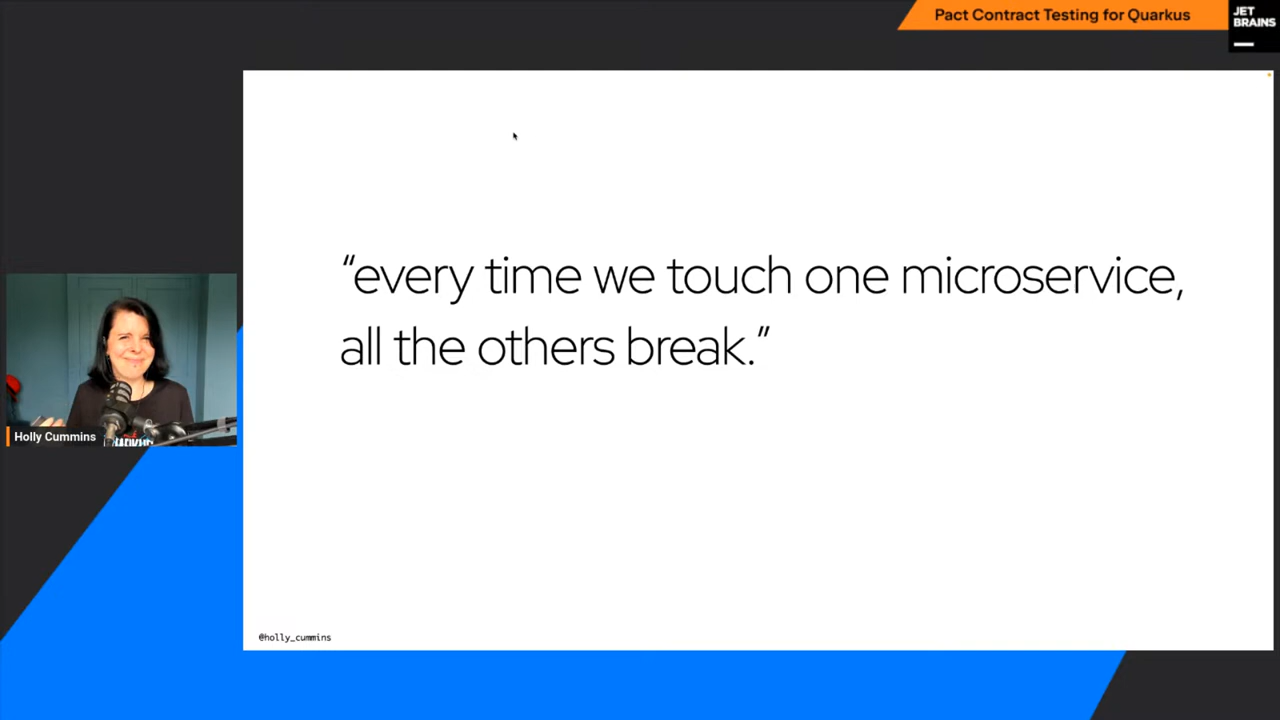 Pact Contract Testing for Quarkus
JET
BRAINS
“every time we touch one microservice,
all the others break.”
Holly Cummins
@holly_cummins